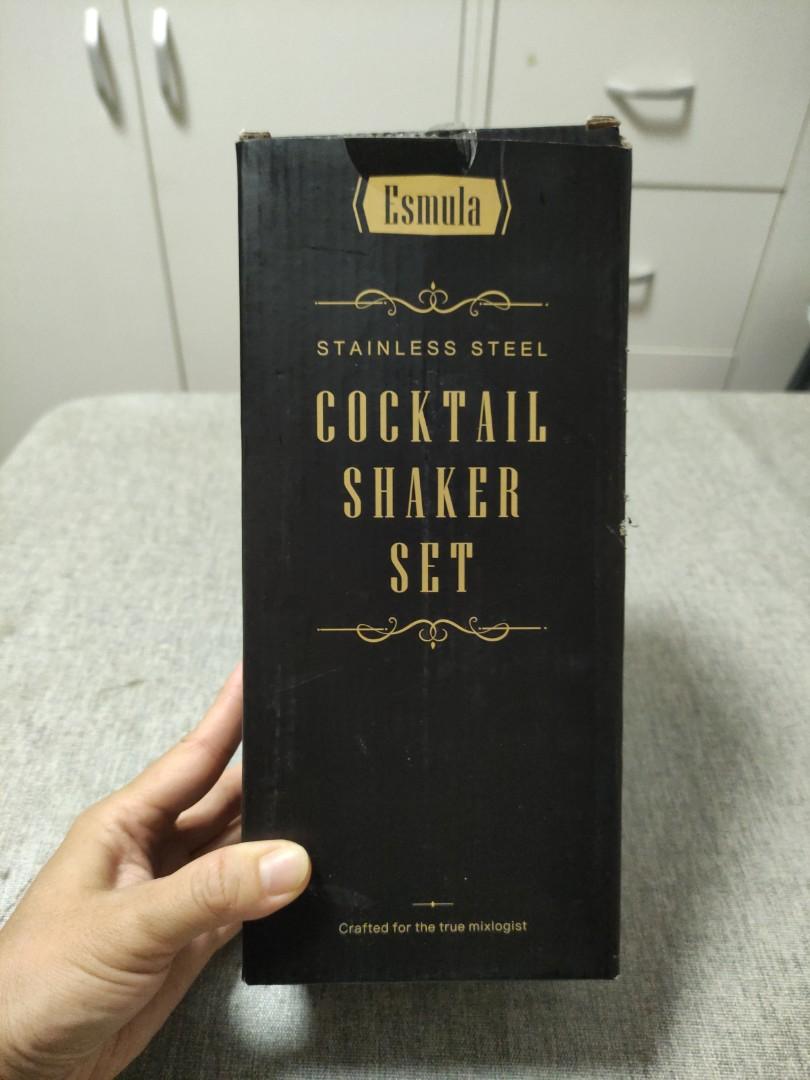 Esmula
STAINLESS STEEL
COCKTAIL
SHAKER
SET
Crafted for the true mixlogist